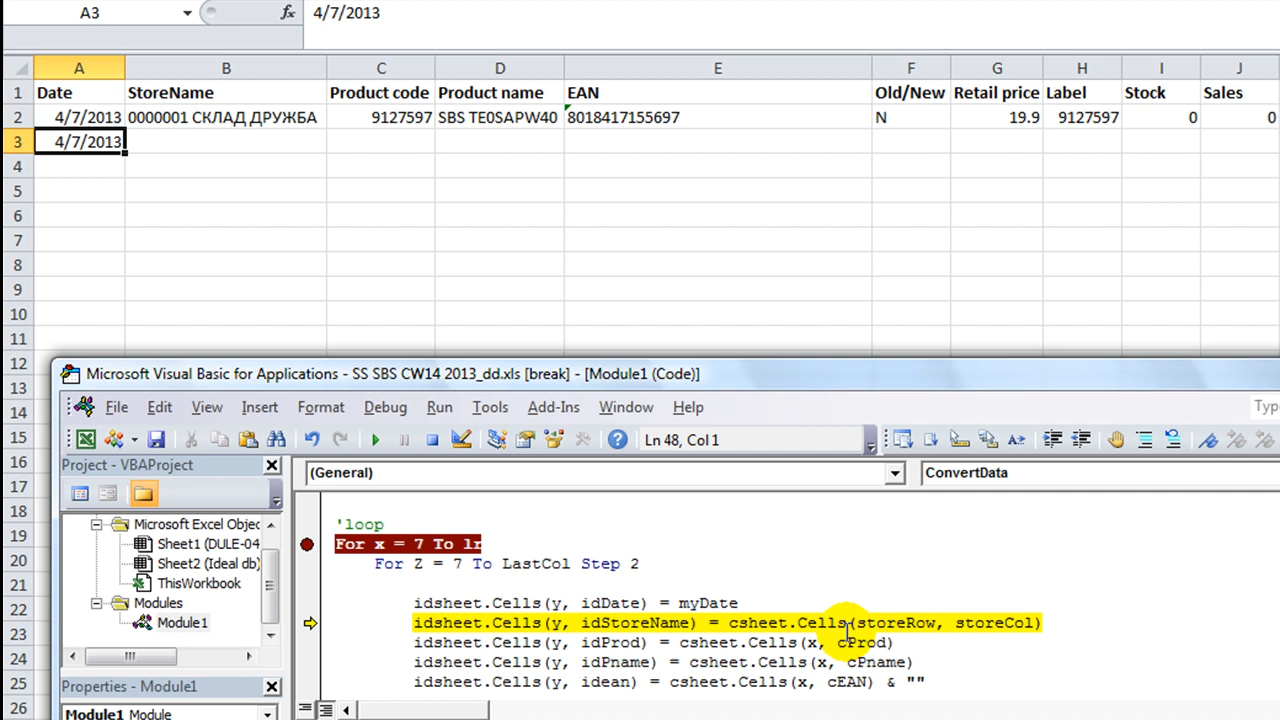 A3 fx 4/7/2013
A B C D E F G H I J
1 Date StoreName Product code Product name EAN Old/New Retail price Label Stock Sales
2 4/7/2013 0000001 СКЛАД ДРУЖБА 9127597 SBS TE0SAPW40 8018417155697 N 19.9 9127597 0 0
3 4/7/2013
4
5
6
7
8
9
10
11
12
13
14
15
16
17
18
19
20
21
22
23
24
25
26
Microsoft Visual Basic for Applications - SS SBS CW14 2013_dd.xls [break] - [Module1 (Code)]
File Edit View Insert Format Debug Run Tools Add-Ins Window Help Typ
Ln 48, Col 1
Project - VBAProject
(General) ConvertData
Microsoft Excel Objec
Sheet1 (DULE-04
Sheet2 (Ideal db)
ThisWorkbook
Modules
Module1
Properties - Module1
Module1 Module
'loop
For x = 7 To lr
For Z = 7 To LastCol Step 2
idsheet.Cells(y, idDate) = myDate
idsheet.Cells(y, idStoreName) = csheet.Cells(storeRow, storeCol)
idsheet.Cells(y, idProd) = csheet.Cells(x, cProd)
idsheet.Cells(y, idPname) = csheet.Cells(x, cPname)
idsheet.Cells(y, idean) = csheet.Cells(x, cEAN) & ""